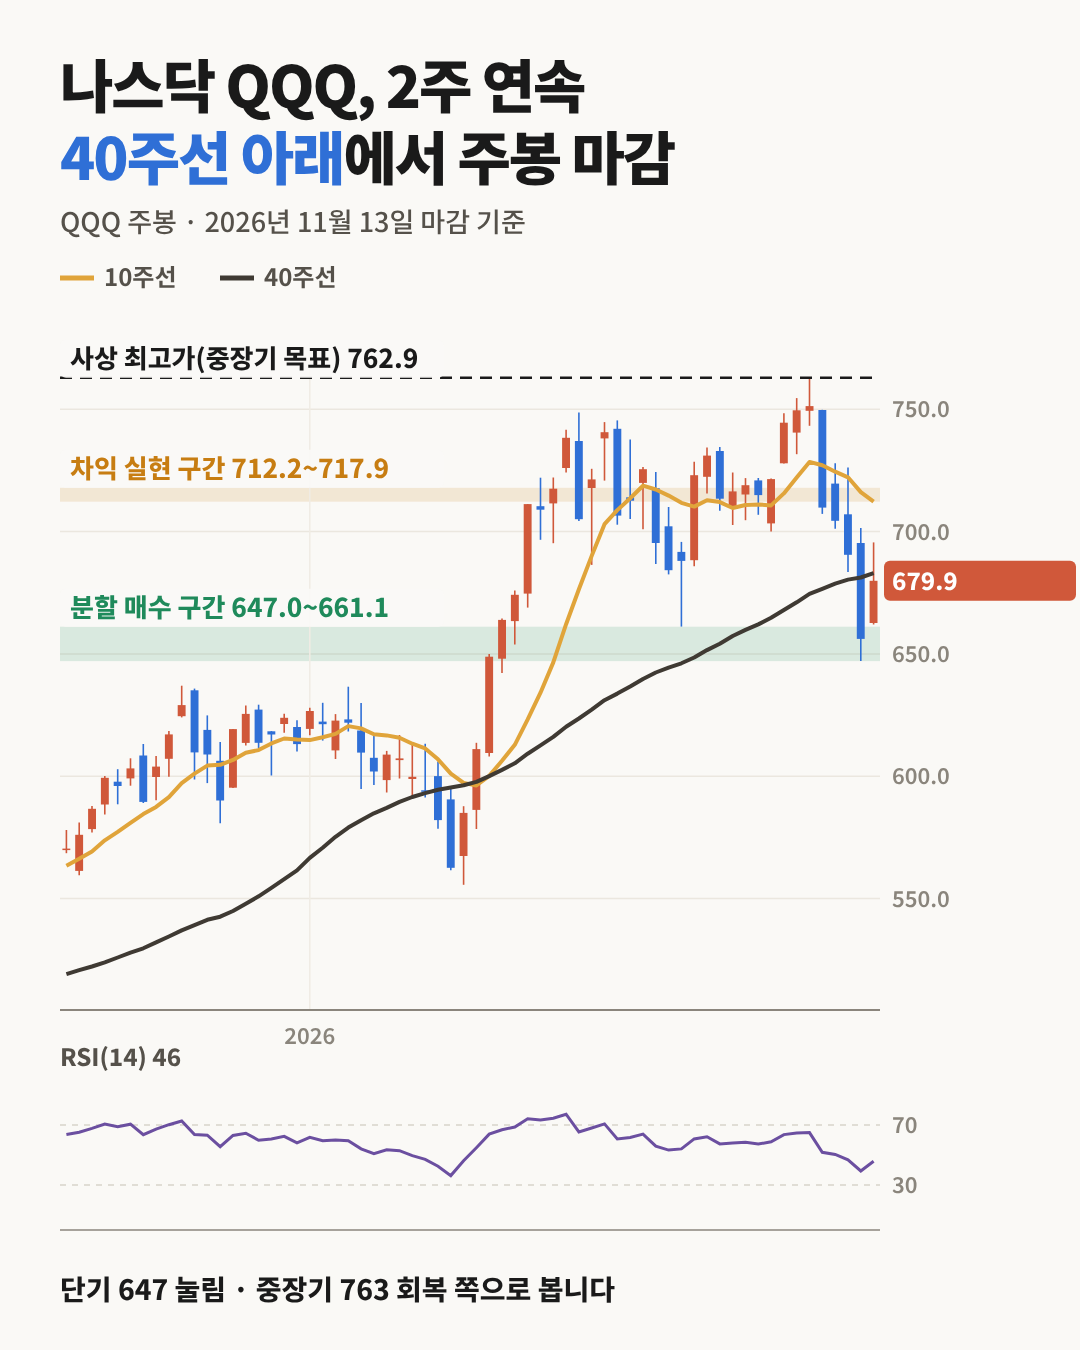 나스닥 QQQ, 2주 연속
40주선 아래에서 주봉 마감
QQQ 주봉 · 2026년 11월 13일 마감 기준
10주선 40주선
사상 최고가(중장기 목표) 762.9
750.0
차익 실현 구간 712.2~717.9
700.0
679.9
분할 매수 구간 647.0~661.1
650.0
600.0
550.0
2026
RSI(14) 46
70
30
단기 647 눌림 · 중장기 763 회복 쪽으로 봅니다